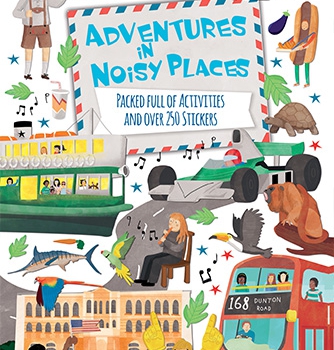 ADVENTURES
IN
NOISY PLACES
PACKED FULL OF ACTIVITIES
AND OVER 250 STICKERS
168 DUNTON
ROAD